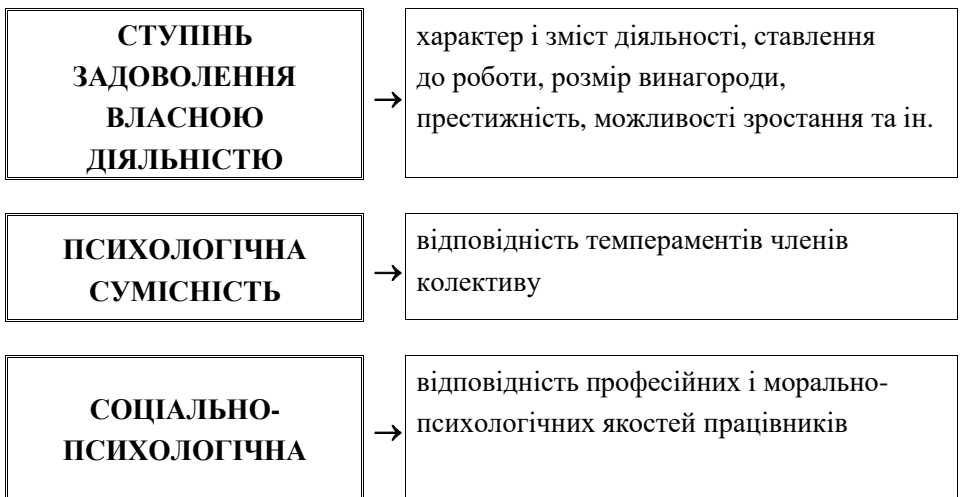 СТУПІНЬ
ЗАДОВОЛЕННЯ
ВЛАСНОЮ
ДІЯЛЬНІСТЮ
→
характер і зміст діяльності, ставлення
до роботи, розмір винагороди,
престижність, можливості зростання та ін.
ПСИХОЛОГІЧНА
СУМІСНІСТЬ
→
відповідність темпераментів членів
колективу
СОЦІАЛЬНО-
ПСИХОЛОГІЧНА
→
відповідність професійних і морально-
психологічних якостей працівників